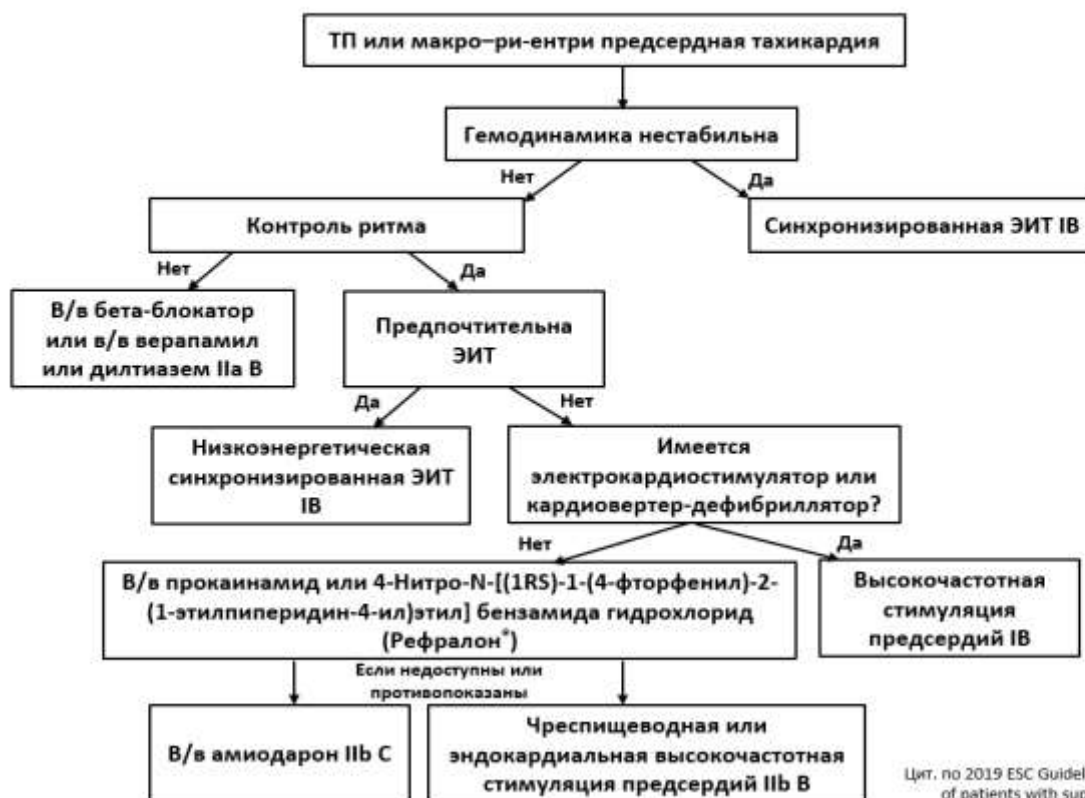 ТП или макро–ри-ентри предсердная тахикардия
Гемодинамика нестабильна
Нет
Да
Контроль ритма
Синхронизированная ЭИТ IB
Нет
Да
В/в бета-блокатор
или в/в верапамил
или дилтиазем IIa B
Предпочтительна
ЭИТ
Да
Нет
Низкоэнергетическая
синхронизированная ЭИТ
IB
Имеется
электрокардиостимулятор или
кардиовертер-дефибриллятор?
Нет
Да
В/в прокаинамид или 4-Нитро-N-[(1RS)-1-(4-фторфенил)-2-
(1-этилпиперидин-4-ил)этил] бензамида гидрохлорид
(Рефралон*)
Высокочастотная
стимуляция
предсердий IB
Если недоступны или
противопоказаны
В/в амиодарон IIb C
Чреспищеводная или
эндокардиальная высокочастотная
стимуляция предсердий IIb B
Цит. по 2019 ESC
of patients with